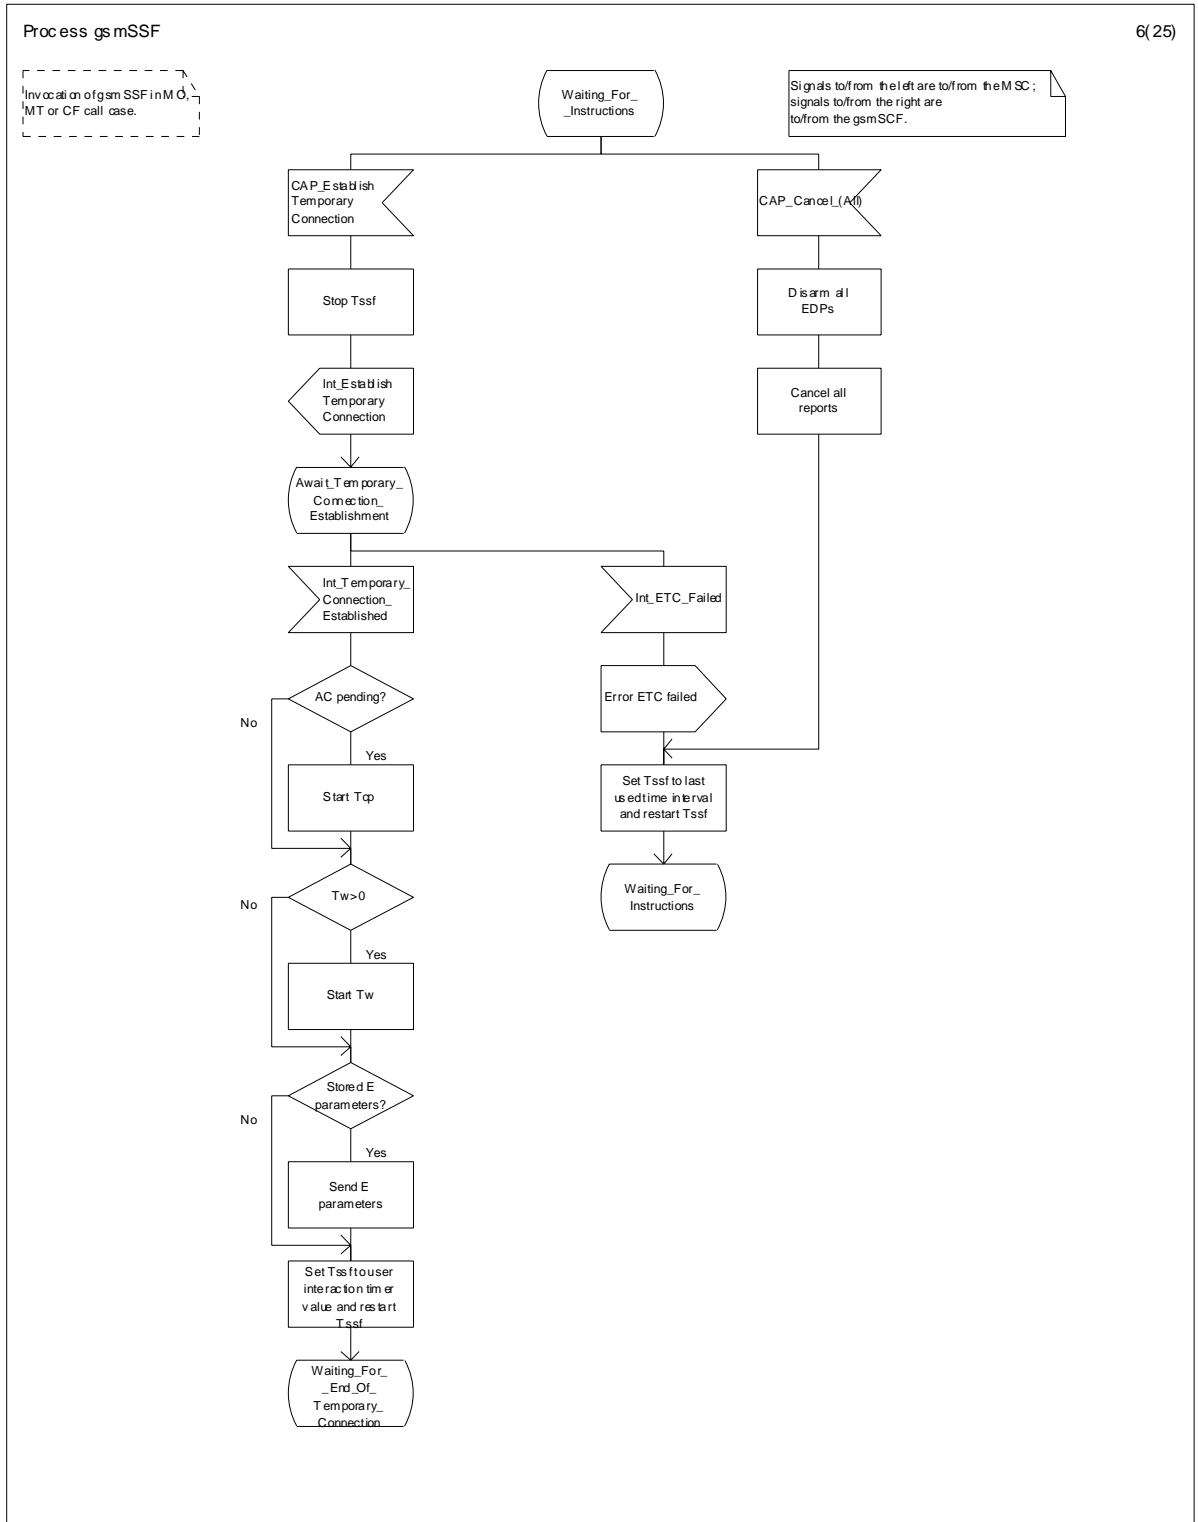 Process gsmSSF
6(25)
Invocation of gsmSSF in MO,
MT or CF call case.
Waiting_For_
_Instructions
Signals to/from the left are to/from the MSC;
signals to/from the right are
to/from the gsmSCF.
CAP_Establish
Temporary
Connection
CAP_Cancel_(All)
Stop Tssf
Disarm all
EDPs
Int_Establish
Temporary
Connection
Cancel all
reports
Await_Temporary_
Connection_
Establishment
Int_Temporary_
Connection_
Established
Int_ETC_Failed
AC pending?
Error ETC failed
No
Yes
Start Tcp
Set Tssf to last
used time interval
and restart Tssf
Tw>0
No
Waiting_For_
Instructions
Yes
Start Tw
Stored E
parameters?
No
Yes
Send E
parameters
Set Tssf to user
interaction timer
value and restart
Tssf
Waiting_For_
_End_Of_
Temporary_
Connection